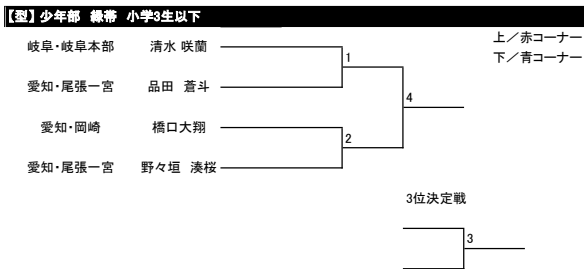 【型】少年部 緑帯 小学3生以下
上／赤コーナー
下／青コーナー
岐阜・岐阜本部 清水 咲蘭
1
愛知・尾張一宮 品田 蒼斗
4
愛知・岡崎 橋口大翔
2
愛知・尾張一宮 野々垣 湊桜
3位決定戦
3